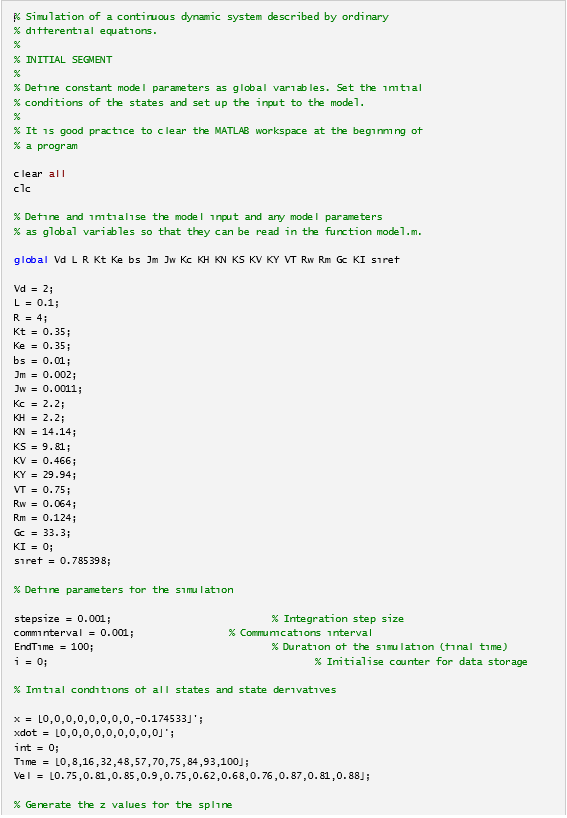 % Simulation of a continuous dynamic system described by ordinary
% differential equations.
%
% INITIAL SEGMENT
%
% Define constant model parameters as global variables. Set the initial
% conditions of the states and set up the input to the model.
%
% It is good practice to clear the MATLAB workspace at the beginning of
% a program
clear all
clc
% Define and initialise the model input and any model parameters
% as global variables so that they can be read in the function model.m.
global Vd L R Kt Ke bs Jm Jw Kc KH KN KS KV KY VT Rw Rm Gc KI siref
Vd = 2;
L = 0.1;
R = 4;
Kt = 0.35;
Ke = 0.35;
bs = 0.01;
Jm = 0.002;
Jw = 0.0011;
Kc = 2.2;
KH = 2.2;
KN = 14.14;
KS = 9.81;
KV = 0.466;
KY = 29.94;
VT = 0.75;
Rw = 0.064;
Rm = 0.124;
Gc = 33.3;
KI = 0;
siref = 0.785398;
% Define parameters for the simulation
stepsize = 0.001; % Integration step size
comminterval = 0.001; % Communications interval
EndTime = 100; % Duration of the simulation (final time)
i = 0; % Initialise counter for data storage
% Initial conditions of all states and state derivatives
x = [0,0,0,0,0,0,0,0,-0.174533]';
xdot = [0,0,0,0,0,0,0,0,0]';
int = 0;
Time = [0,8,16,32,48,57,70,75,84,93,100];
Vel = [0.75,0.81,0.85,0.9,0.75,0.62,0.68,0.76,0.87,0.81,0.88];
% Generate the z values for the spline